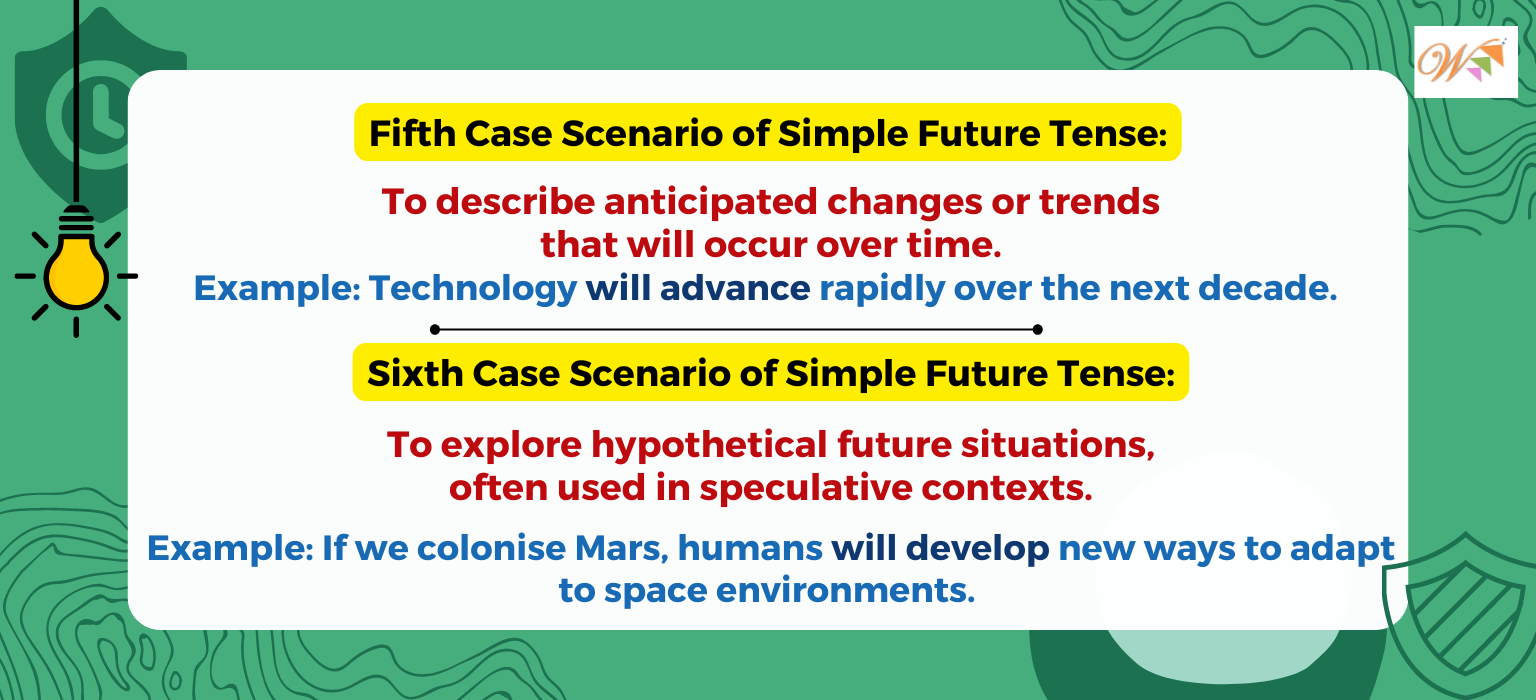 Fifth Case Scenario of Simple Future Tense:
To describe anticipated changes or trends
that will occur over time.
Example: Technology will advance rapidly over the next decade.
Sixth Case Scenario of Simple Future Tense:
To explore hypothetical future situations,
often used in speculative contexts.
Example: If we colonise Mars, humans will develop new ways to adapt
to space environments.
W